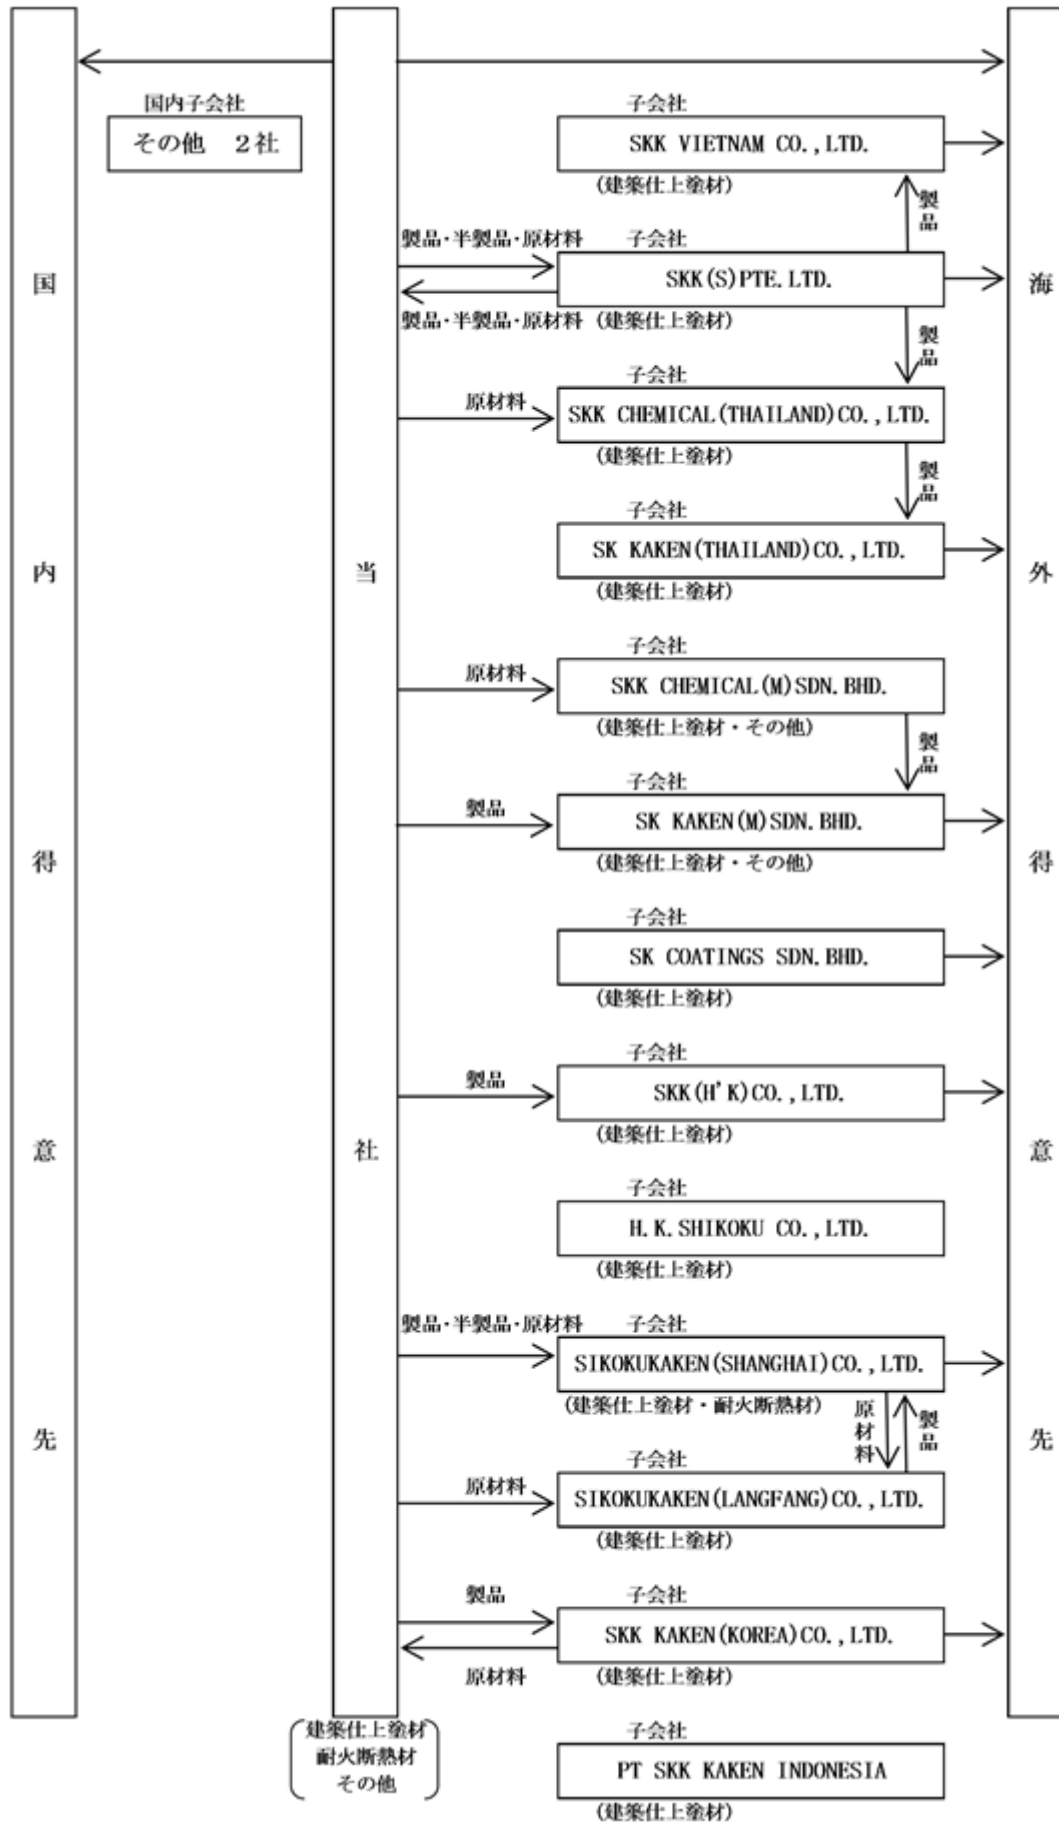 国内得意先
当社
海外得意先
国内子会社
その他 2社
子会社
SKK VIETNAM CO.,LTD.
(建築仕上塗材)
製品
製品・半製品・原材料
子会社
SKK(S)PTE.LTD.
製品・半製品・原材料
(建築仕上塗材)
製品
子会社
原材料
SKK CHEMICAL(THAILAND)CO.,LTD.
(建築仕上塗材)
製品
子会社
SK KAKEN(THAILAND)CO.,LTD.
(建築仕上塗材)
子会社
原材料
SKK CHEMICAL(M)SDN.BHD.
(建築仕上塗材・その他)
製品
子会社
製品
SK KAKEN(M)SDN.BHD.
(建築仕上塗材・その他)
子会社
SK COATINGS SDN.BHD.
(建築仕上塗材)
子会社
製品
SKK(H'K)CO.,LTD.
(建築仕上塗材)
子会社
H.K.SHIKOKU CO.,LTD.
(建築仕上塗材)
製品・半製品・原材料
子会社
SIKOKUKAKEN(SHANGHAI)CO.,LTD.
(建築仕上塗材・耐火断熱材)
原材料
製品
子会社
原材料
SIKOKUKAKEN(LANGFANG)CO.,LTD.
(建築仕上塗材)
製品
子会社
SKK KAKEN(KOREA)CO.,LTD.
原材料
(建築仕上塗材)
建築仕上塗材
耐火断熱材
その他
子会社
PT SKK KAKEN INDONESIA
(建築仕上塗材)